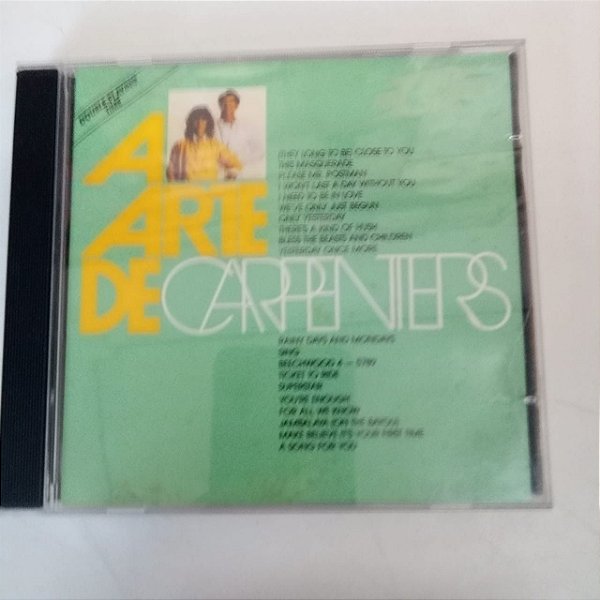 DOUBLE-PLAYING
TIME
A
ARTE
DE CARPENTERS
(THEY LONG TO BE) CLOSE TO YOU
THIS MASQUERADE
PLEASE MR. POSTMAN
I WON'T LAST A DAY WITHOUT YOU
I NEED TO BE IN LOVE
WE'VE ONLY JUST BEGUN
ONLY YESTERDAY
THERE'S A KIND OF HUSH
BLESS THE BEASTS AND CHILDREN
YESTERDAY ONCE MORE
RAINY DAYS AND MONDAYS
SING
BEECHWOOD 4 – 5789
TICKET TO RIDE
SUPERSTAR
YOU'RE ENOUGH
FOR ALL WE KNOW
JAMBALAYA (ON THE BAYOU)
MAKE BELIEVE IT'S YOUR FIRST TIME
A SONG FOR YOU